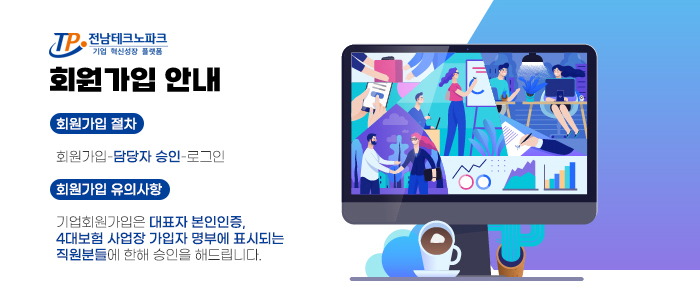 TP. 전남테크노파크
기업 혁신성장 플랫폼
회원가입 안내
회원가입 절차
회원가입-담당자 승인-로그인
회원가입 유의사항
기업회원가입은 대표자 본인인증,
4대보험 사업장 가입자 명부에 표시되는
직원분들에 한해 승인을 해드립니다.